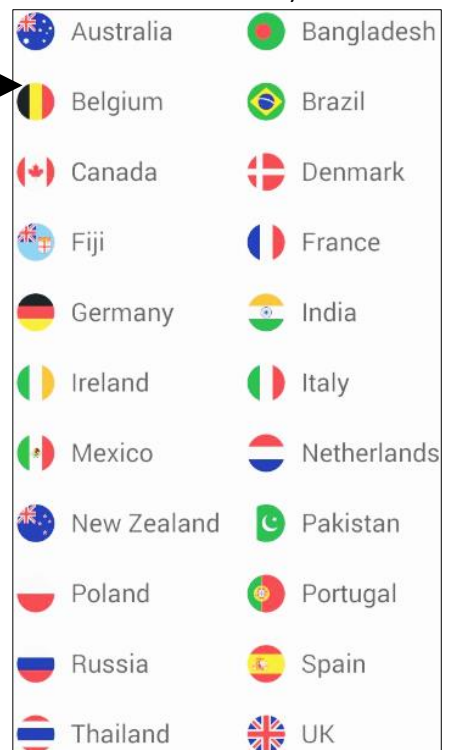 Australia Bangladesh
Belgium Brazil
Canada Denmark
Fiji France
Germany India
Ireland Italy
Mexico Netherlands
New Zealand Pakistan
Poland Portugal
Russia Spain
Thailand UK